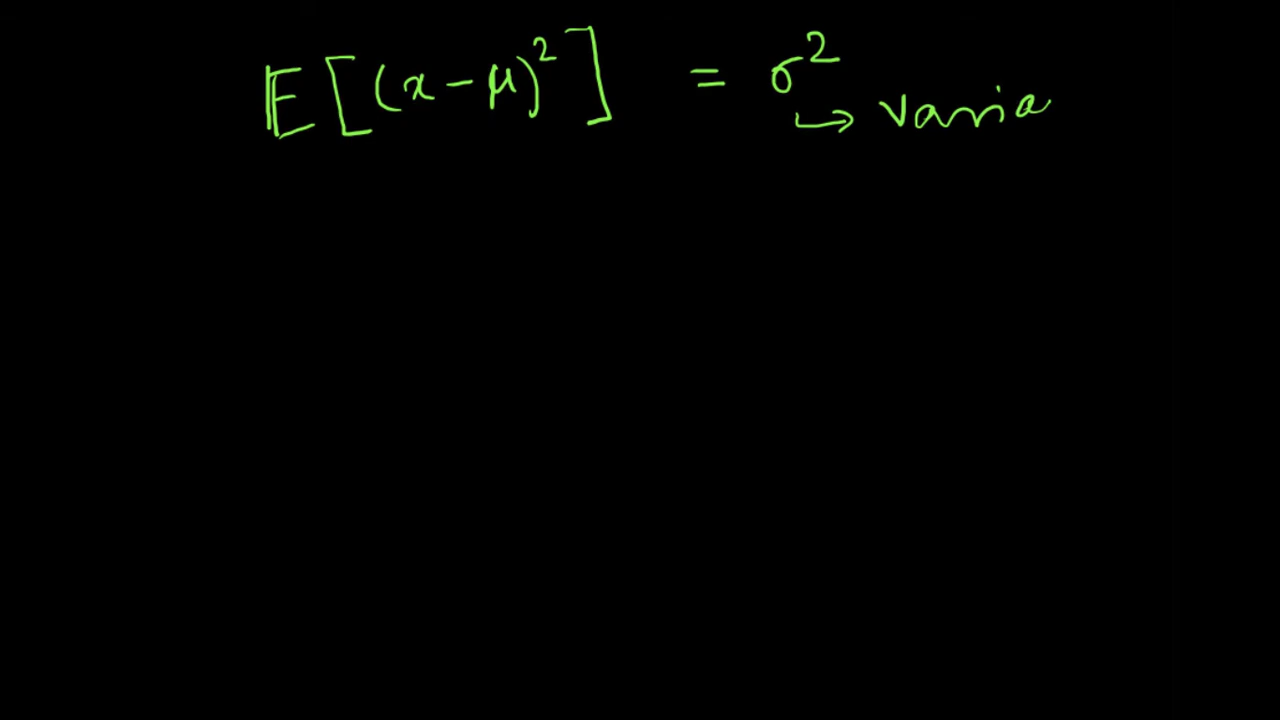 𝔼[(x-μ)²] = σ²
↳ varia